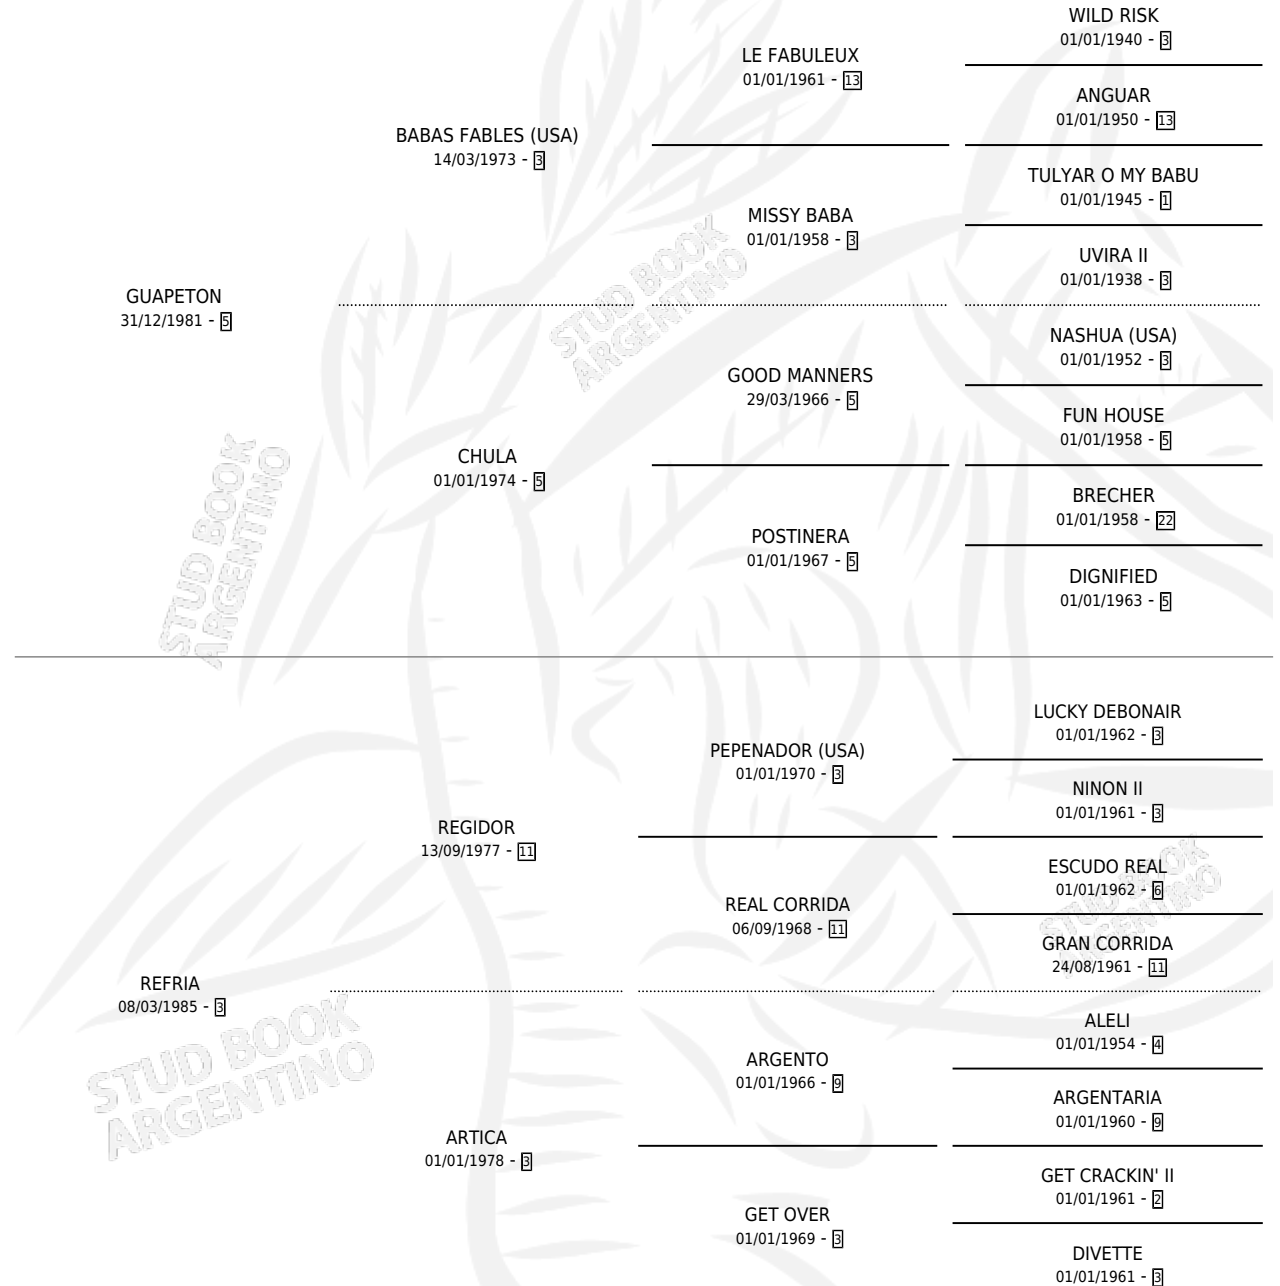 WILD RISK
01/01/1940 - 3
LE FABULEUX
01/01/1961 - 13
ANGUAR
01/01/1950 - 13
BABAS FABLES (USA)
14/03/1973 - 3
TULYAR O MY BABU
01/01/1945 - 1
MISSY BABA
01/01/1958 - 3
UVIRA II
01/01/1938 - 3
GUAPETON
31/12/1981 - 5
NASHUA (USA)
01/01/1952 - 3
GOOD MANNERS
29/03/1966 - 5
FUN HOUSE
01/01/1958 - 5
CHULA
01/01/1974 - 5
BRECHER
01/01/1958 - 22
POSTINERA
01/01/1967 - 5
DIGNIFIED
01/01/1963 - 5
STUD BOOK
ARGENTINO
STUD BOOK
ARGENTINO
LUCKY DEBONAIR
01/01/1962 - 3
PEPENADOR (USA)
01/01/1970 - 3
NINON II
01/01/1961 - 3
REGIDOR
13/09/1977 - 11
ESCUDO REAL
01/01/1962 - 6
REAL CORRIDA
06/09/1968 - 11
GRAN CORRIDA
24/08/1961 - 11
STUD BOOK
ARGENTINO
REFRIA
08/03/1985 - 3
ALELI
01/01/1954 - 4
ARGENTO
01/01/1966 - 9
ARGENTARIA
01/01/1960 - 9
STUD BOOK
ARGENTINO
ARTICA
01/01/1978 - 3
GET CRACKIN' II
01/01/1961 - 2
GET OVER
01/01/1969 - 3
DIVETTE
01/01/1961 - 3